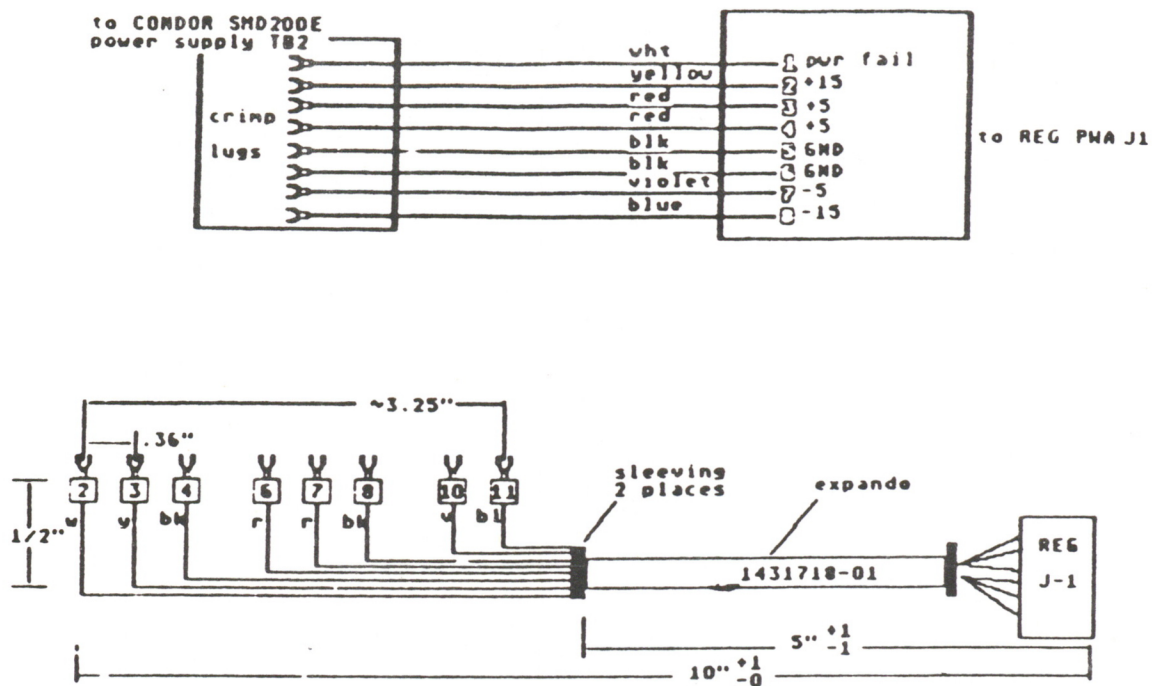 to CONDOR SMD200E
power supply TB2
crimp
lugs
wht
yellow
red
red
blk
blk
violet
blue
1 pwr fail
2 +15
3 +5
4 +5
5 GND
6 GND
7 -5
8 -15
to REG PWA J1
~3.25"
.36"
2 3 4 6 7 8 10 11
w y bk r r bk v bl
1/2"
sleeving
2 places
expando
1431718-01
REG
J-1
5" +1 -1
10" +1 -0